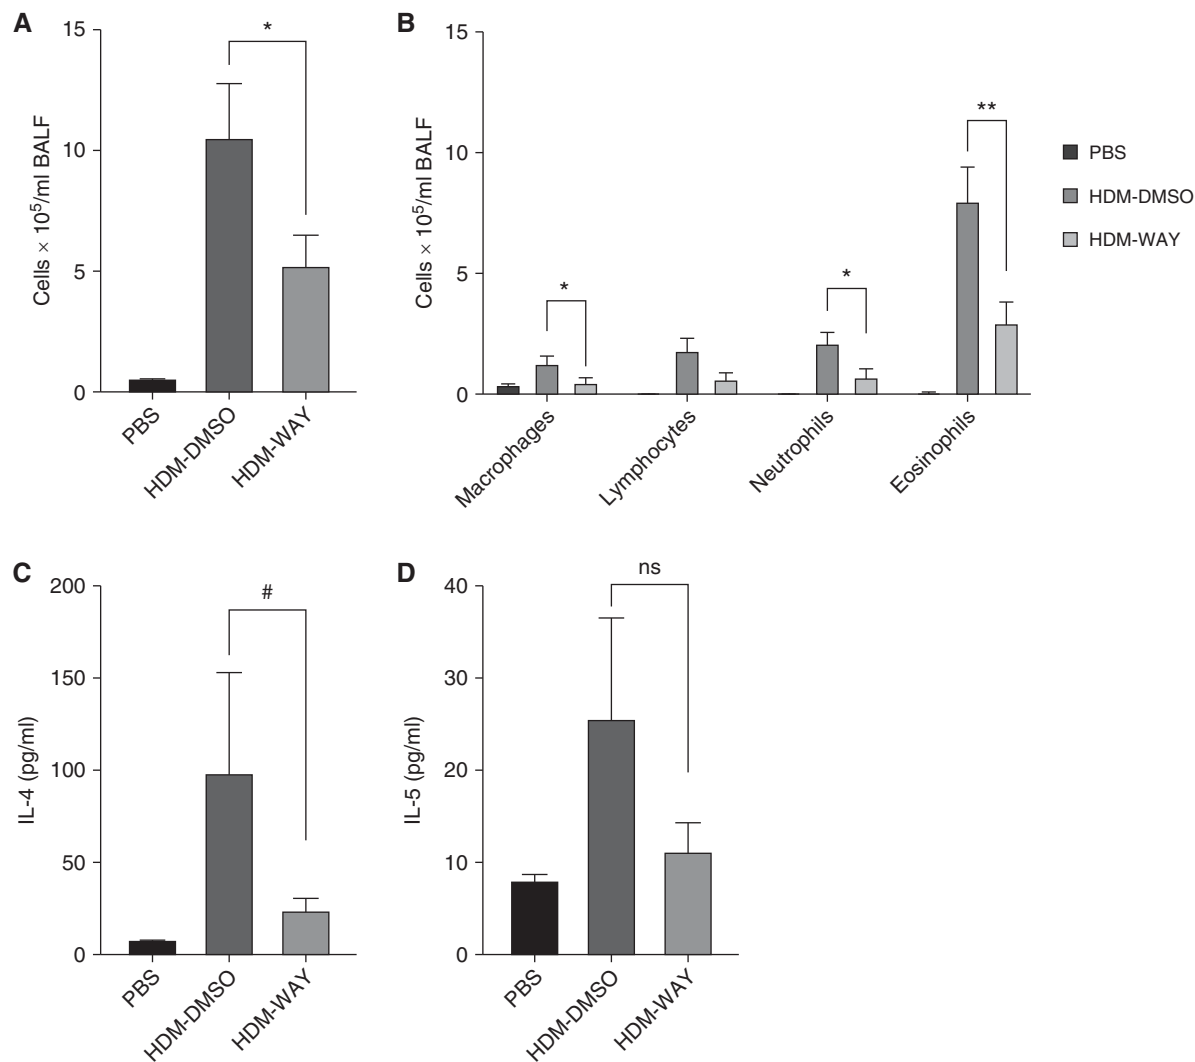 A
15
10
5
0
Cells × 10⁵/ml BALF
*
PBS
HDM-DMSO
HDM-WAY
B
15
10
5
0
Cells × 10⁵/ml BALF
*
*
**
Macrophages
Lymphocytes
Neutrophils
Eosinophils
PBS
HDM-DMSO
HDM-WAY
C
200
150
100
50
0
IL-4 (pg/ml)
#
PBS
HDM-DMSO
HDM-WAY
D
40
30
20
10
0
IL-5 (pg/ml)
ns
PBS
HDM-DMSO
HDM-WAY